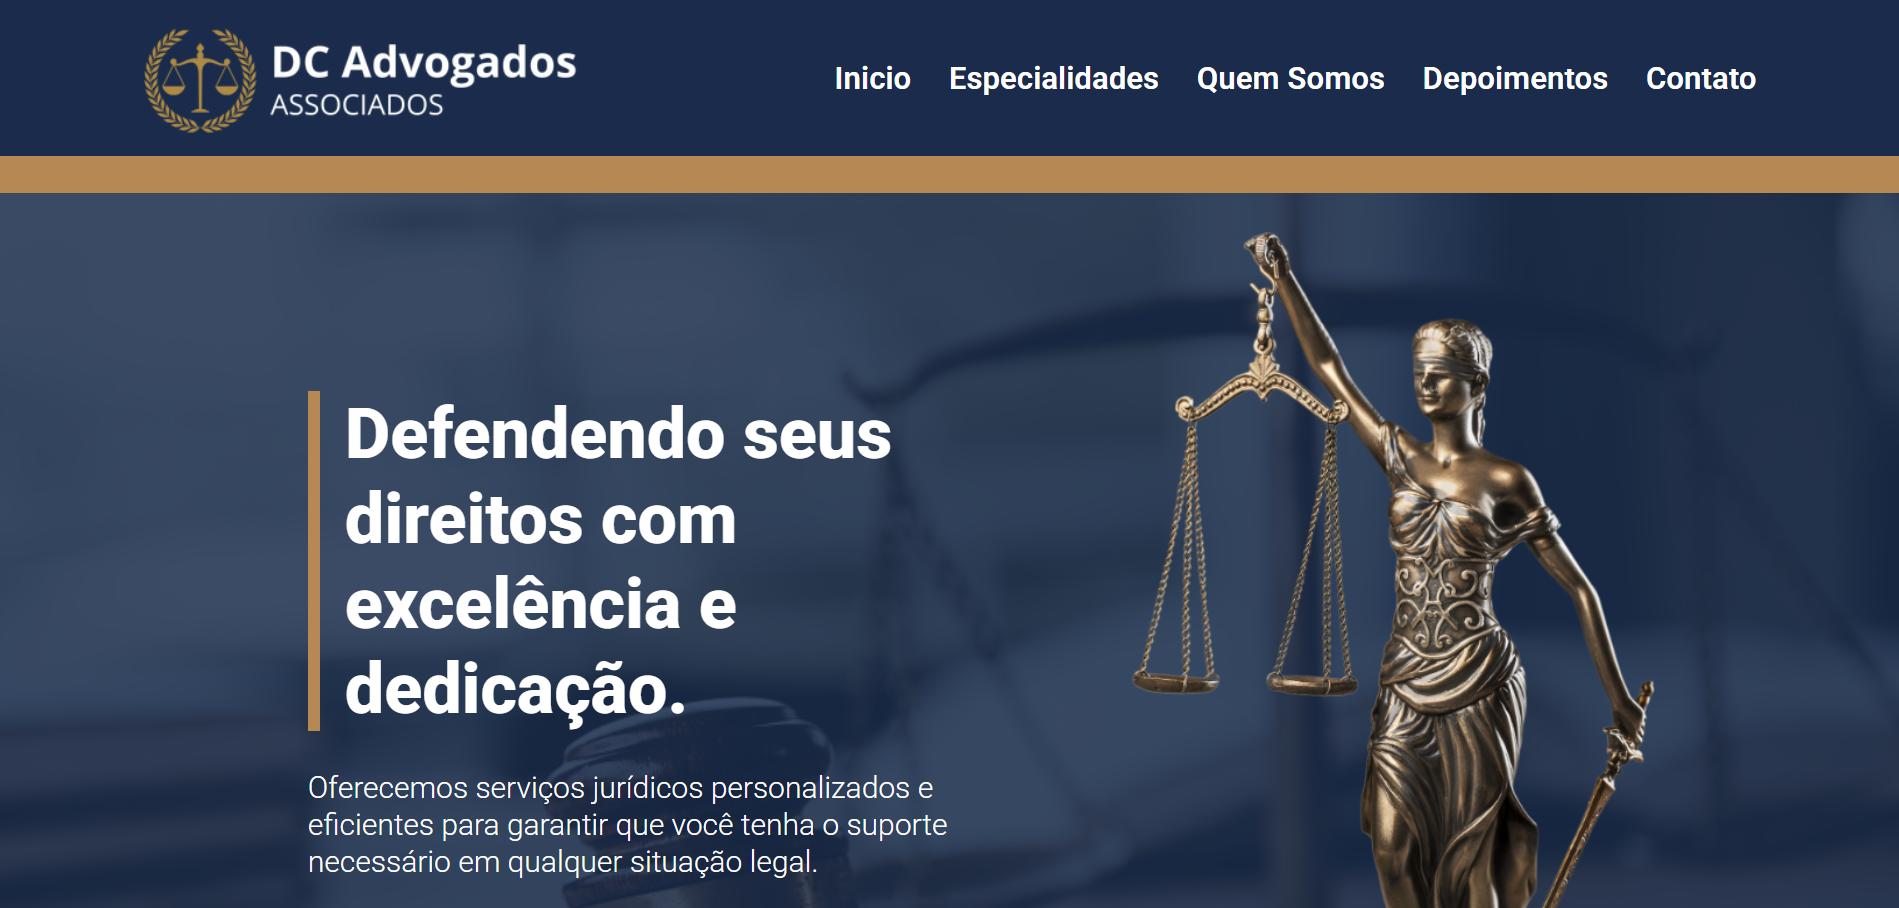 DC Advogados
ASSOCIADOS
Inicio Especialidades Quem Somos Depoimentos Contato
Defendendo seus
direitos com
excelência e
dedicação.
Oferecemos serviços jurídicos personalizados e
eficientes para garantir que você tenha o suporte
necessário em qualquer situação legal.